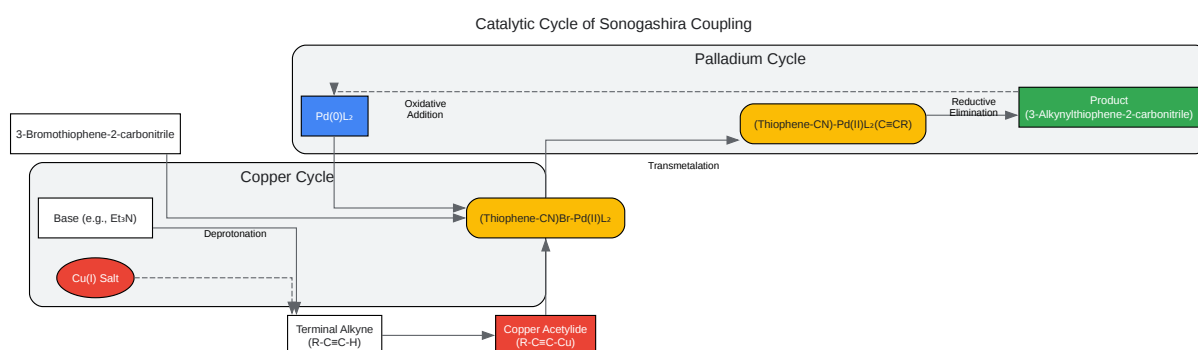 Catalytic Cycle of Sonogashira Coupling
Palladium Cycle
Pd(0)L₂
Oxidative
Addition
(Thiophene-CN)-Pd(II)L₂(C≡CR)
Reductive
Elimination
Product
(3-Alkynylthiophene-2-carbonitrile)
3-Bromothiophene-2-carbonitrile
Transmetalation
Copper Cycle
Base (e.g., Et₃N)
Deprotonation
(Thiophene-CN)Br-Pd(II)L₂
Cu(I) Salt
Terminal Alkyne
(R-C≡C-H)
Copper Acetylide
(R-C≡C-Cu)